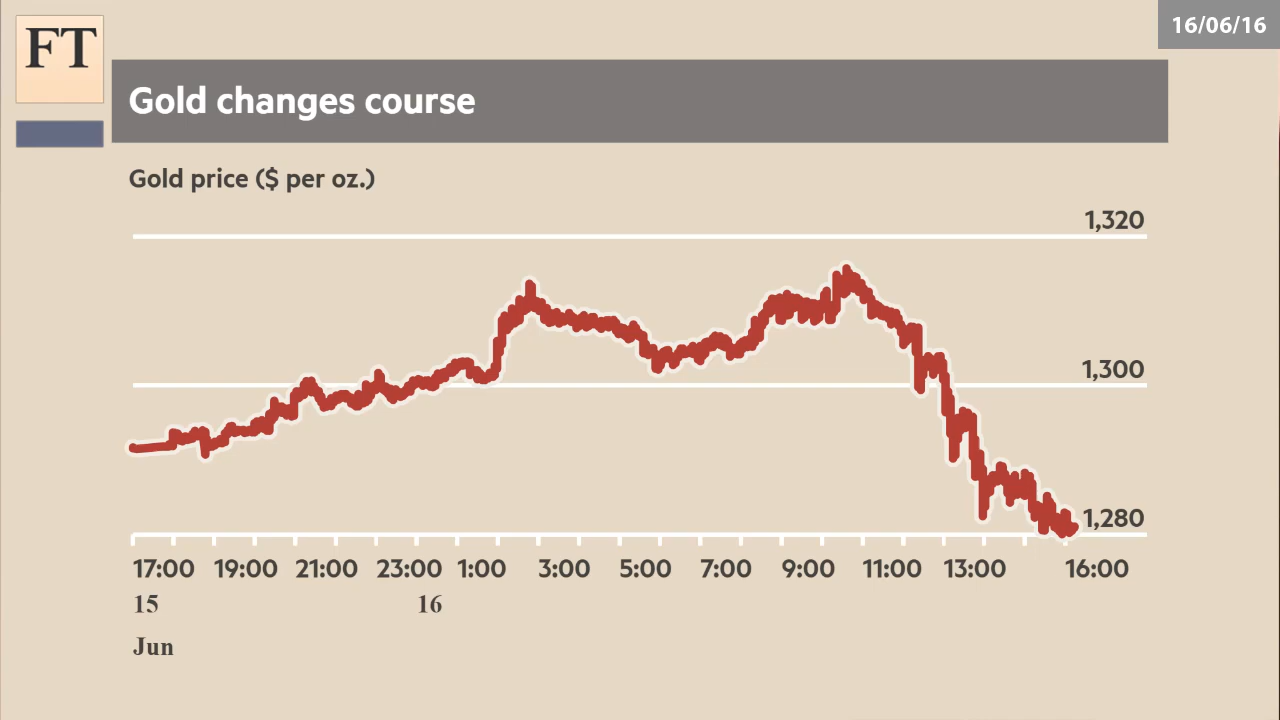 FT
16/06/16
Gold changes course
Gold price ($ per oz.)
1,320
1,300
1,280
17:00 19:00 21:00 23:00 1:00 3:00 5:00 7:00 9:00 11:00 13:00 16:00
15 16
Jun